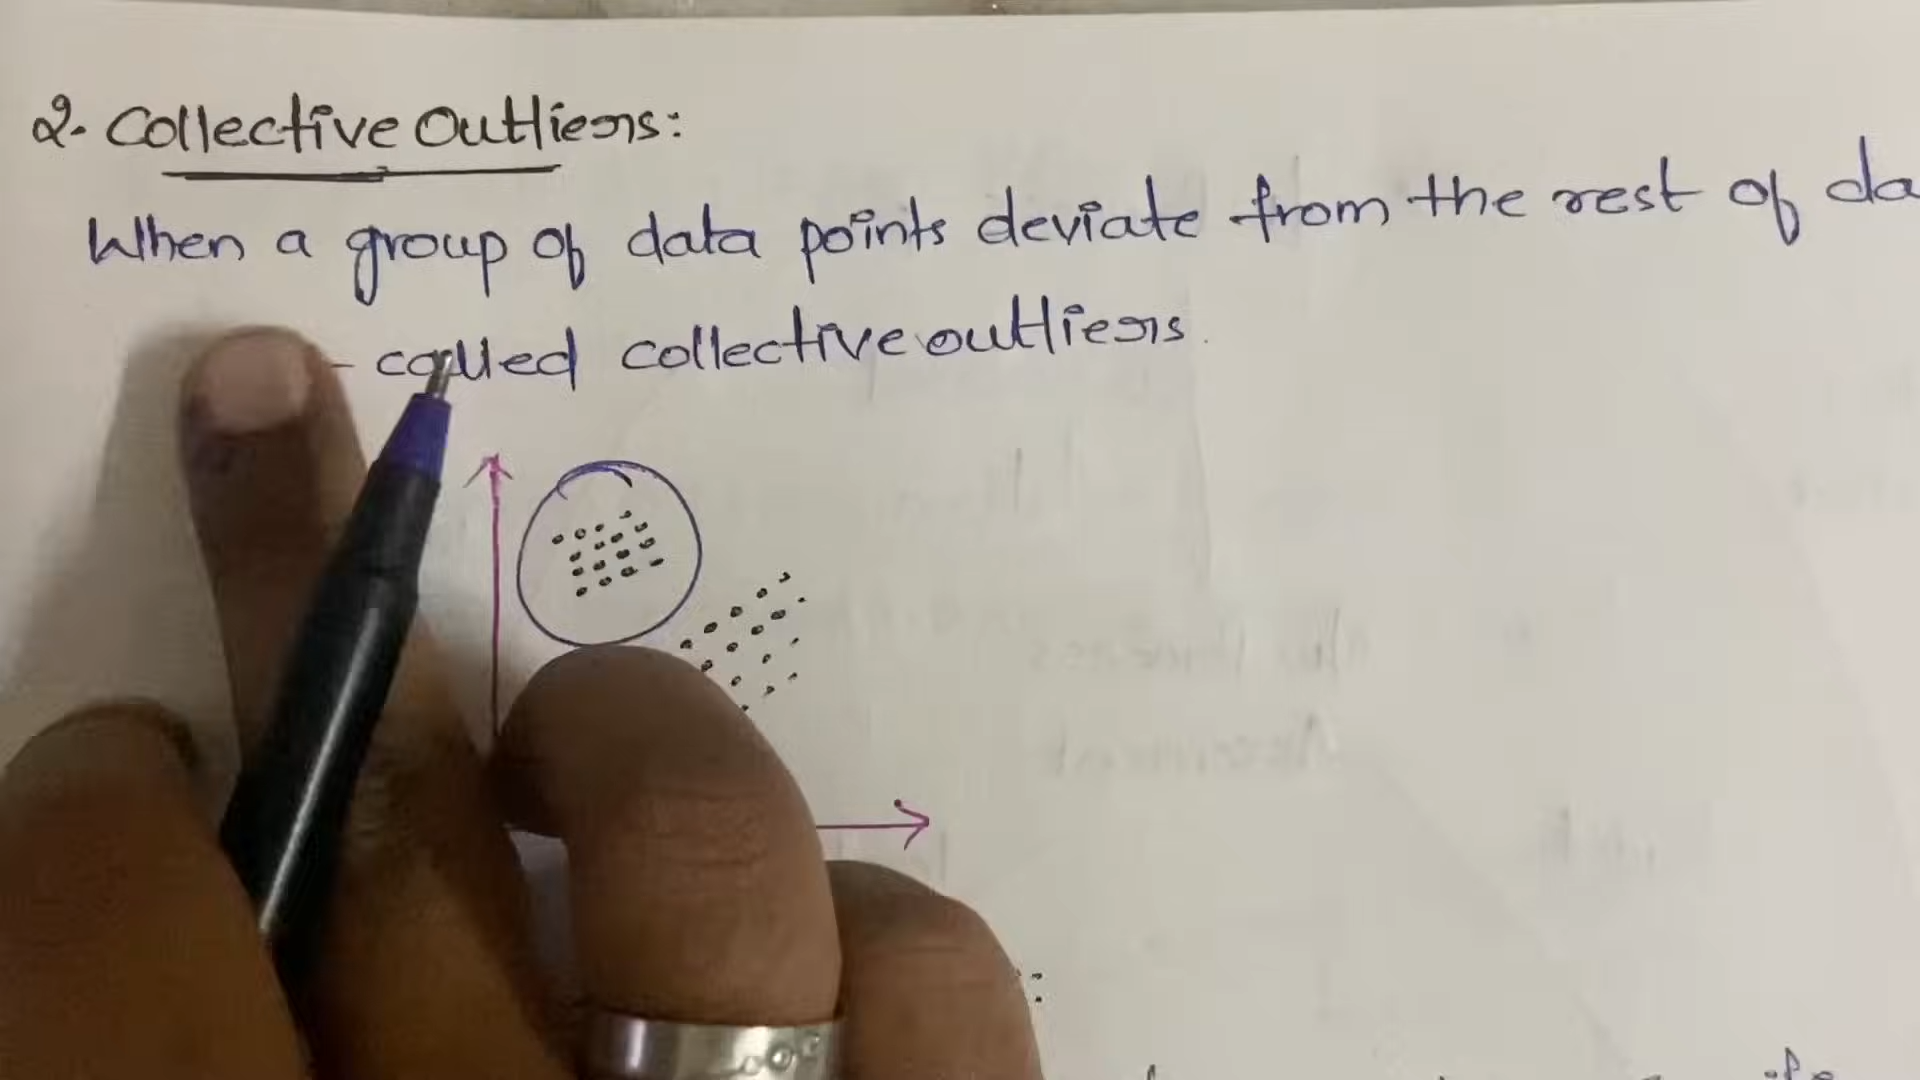 2. Collective Outliers:
When a group of data points deviate from the rest of da
called collective outliers.